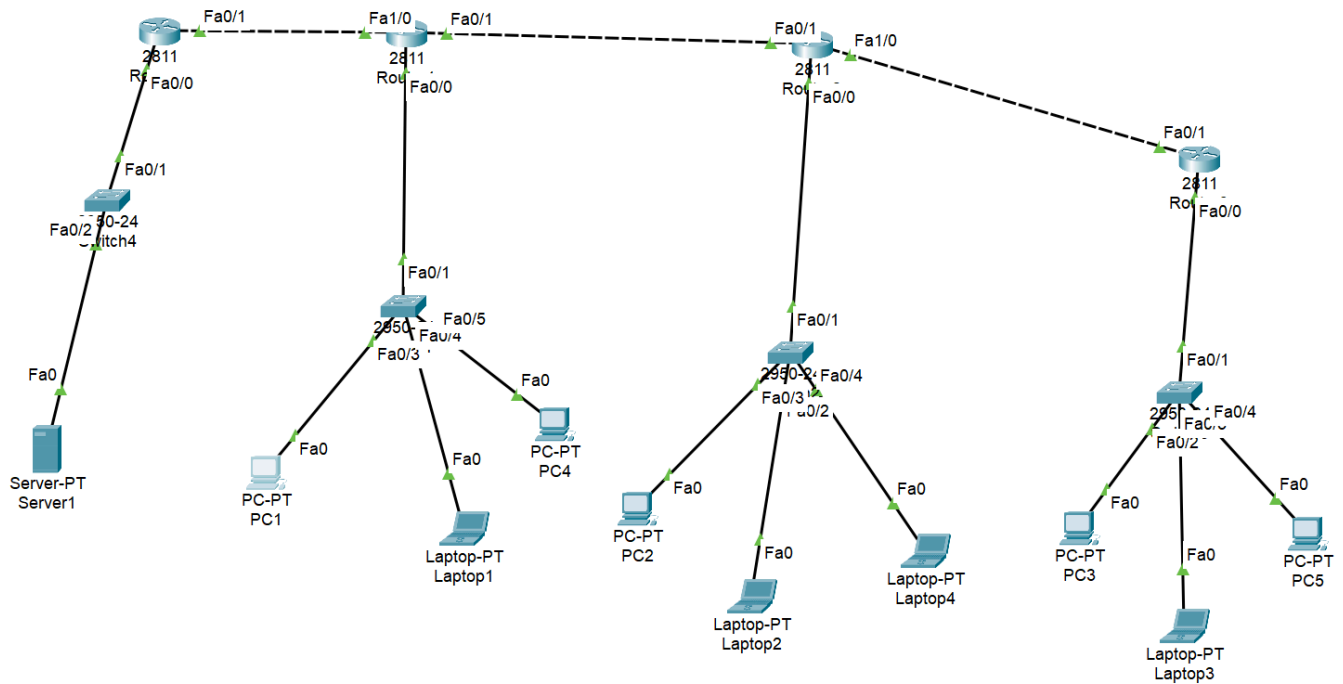 Fa0/1
Fa1/0
Fa0/1
Fa0/1
Fa1/0
2811
Fa0/0
2811
Fa0/0
2811
Fa0/0
Fa0/1
2811
Fa0/0
Fa0/1
Fa0/2
Fa0/1
Fa0/5
Fa0/4
Fa0/3
Fa0/1
Fa0/4
Fa0/3
Fa0/1
Fa0/4
Fa0/2
Fa0
Server-PT
Server1
Fa0
PC-PT
PC1
Fa0
Laptop-PT
Laptop1
Fa0
PC-PT
PC4
Fa0
PC-PT
PC2
Fa0
Laptop-PT
Laptop2
Fa0
Laptop-PT
Laptop4
Fa0
PC-PT
PC3
Fa0
Laptop-PT
Laptop3
Fa0
PC-PT
PC5